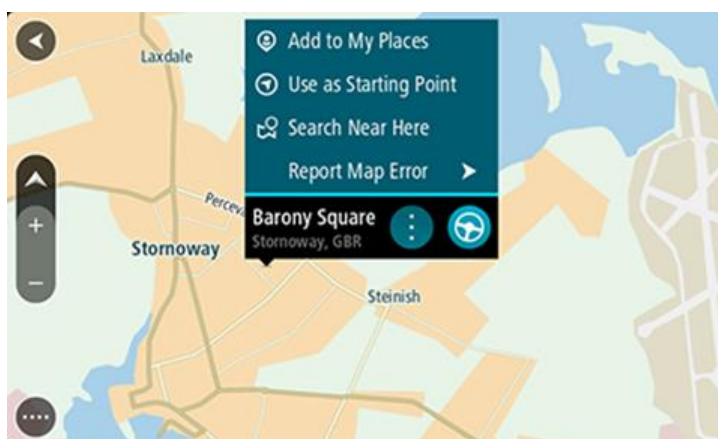 Laxdale
Add to My Places
Use as Starting Point
Search Near Here
Report Map Error
Perceva
Barony Square
Stornoway, GBR
Stornoway
Steinish